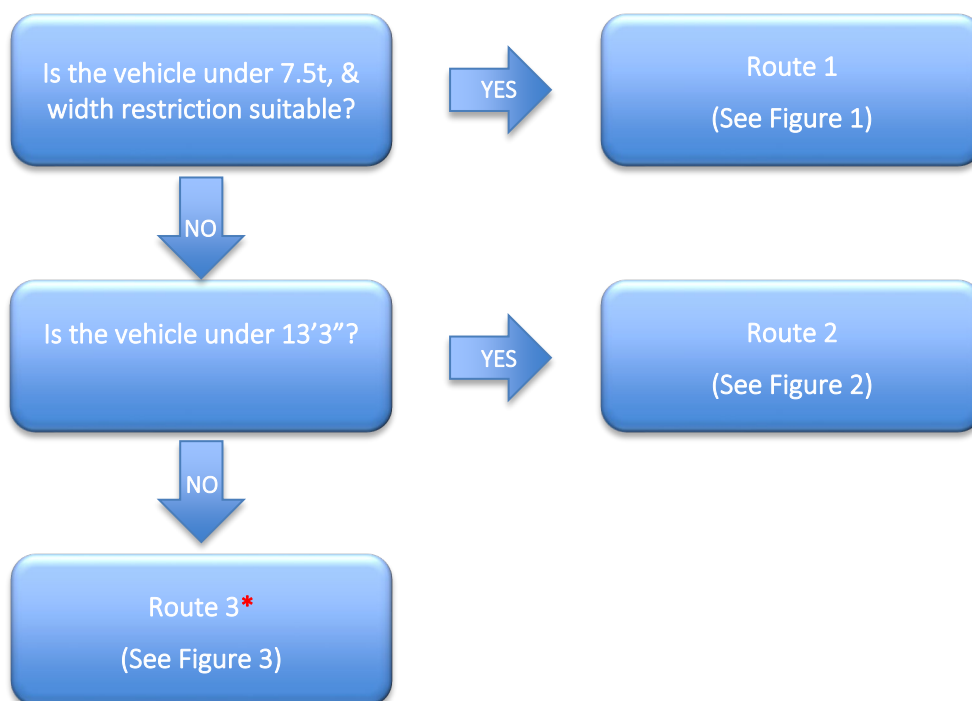 Is the vehicle under 7.5t, &
width restriction suitable?
YES
Route 1
(See Figure 1)
NO
Is the vehicle under 13’3”?
YES
Route 2
(See Figure 2)
NO
Route 3*
(See Figure 3)